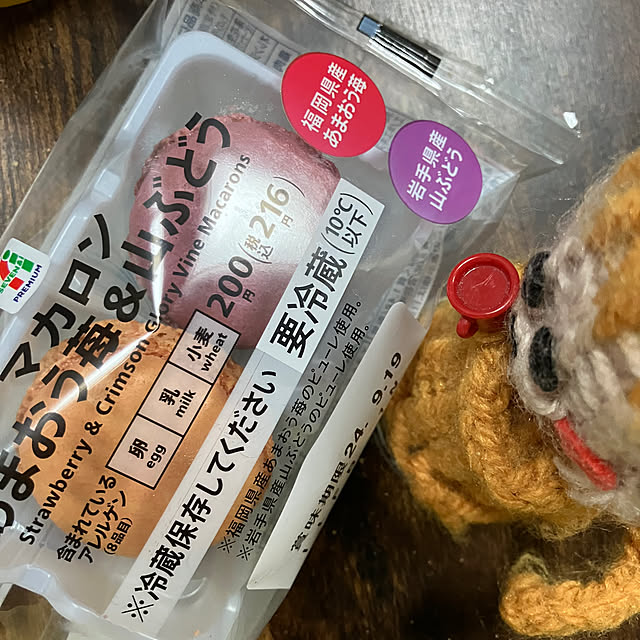 福岡県産
あまおう苺
岩手県産
山ぶどう
PREMIUM
マカロン
あまおう苺&山ぶどう
Strawberry & Crimson Glory Vine Macarons
200円(税込216円)
小麦
wheat
乳
milk
卵
egg
含まれている
アレルゲン
(8品目)
要冷蔵(10℃以下)
※冷蔵保存してください
※福岡県産あまおう苺のピューレ使用。
※岩手県産山ぶどうのピューレ使用。
賞味期限 24. 9.19